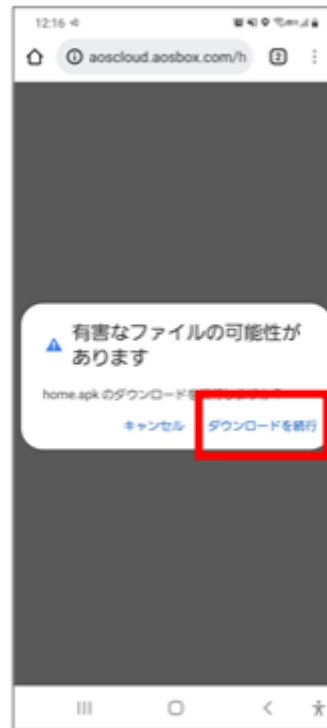 12:16
aoscloud.aosbox.com/h
2
有害なファイルの可能性が
あります
home.apk のダウンロードを
キャンセル ダウンロードを続行